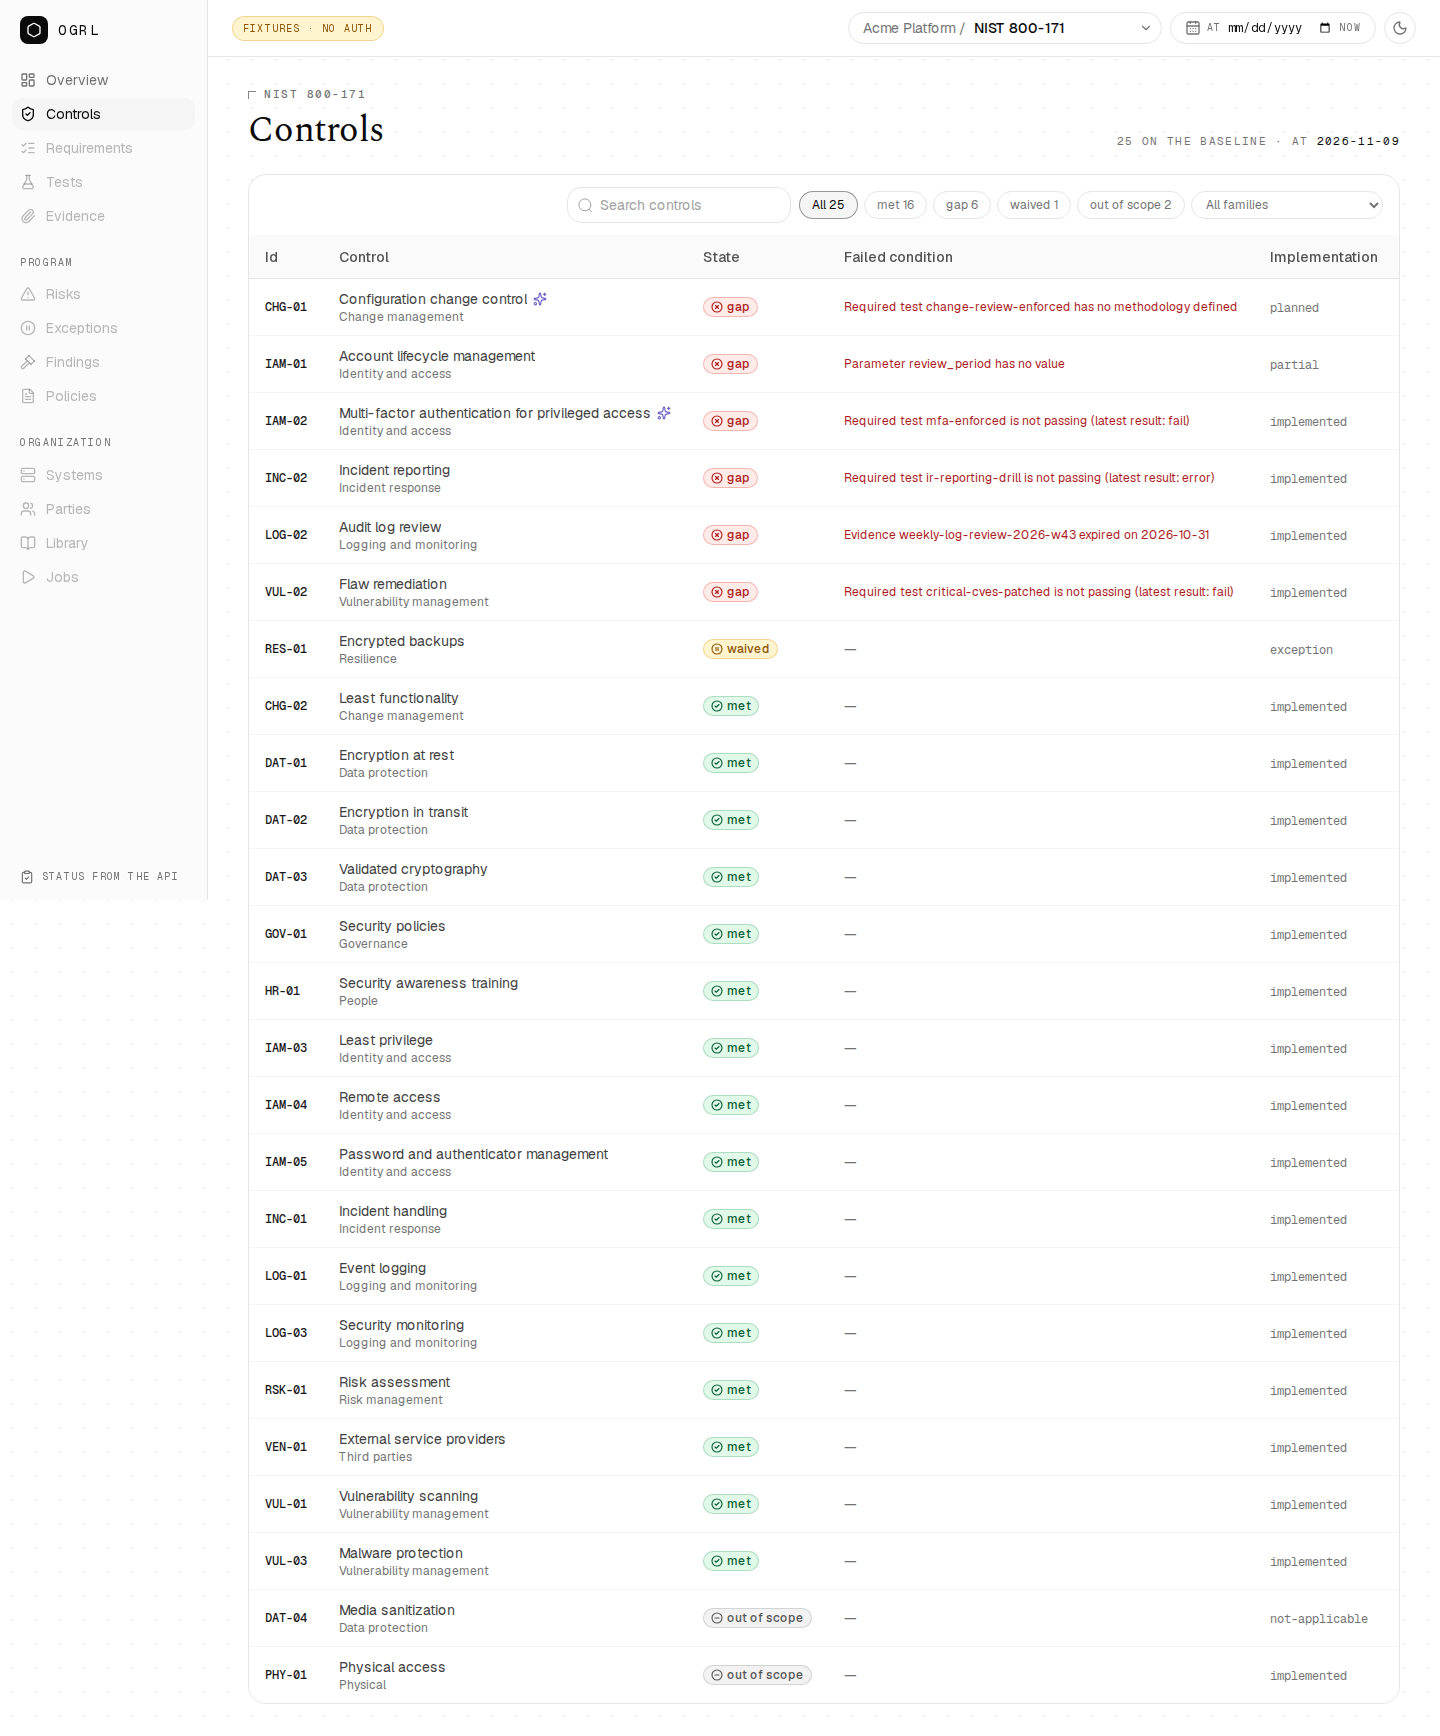 OGRL
FIXTURES · NO AUTH
Acme Platform / NIST 800-171
AT mm/dd/yyyy NOW
Overview
Controls
Requirements
Tests
Evidence
PROGRAM
Risks
Exceptions
Findings
Policies
ORGANIZATION
Systems
Parties
Library
Jobs
STATUS FROM THE API
NIST 800-171
Controls
25 ON THE BASELINE · AT 2026-11-09
Search controls All 25 met 16 gap 6 waived 1 out of scope 2 All families
Id Control State Failed condition Implementation
CHG-01 Configuration change control gap Required test change-review-enforced has no methodology defined planned
Change management
IAM-01 Account lifecycle management gap Parameter review_period has no value partial
Identity and access
IAM-02 Multi-factor authentication for privileged access gap Required test mfa-enforced is not passing (latest result: fail) implemented
Identity and access
INC-02 Incident reporting gap Required test ir-reporting-drill is not passing (latest result: error) implemented
Incident response
LOG-02 Audit log review gap Evidence weekly-log-review-2026-w43 expired on 2026-10-31 implemented
Logging and monitoring
VUL-02 Flaw remediation gap Required test critical-cves-patched is not passing (latest result: fail) implemented
Vulnerability management
RES-01 Encrypted backups waived — exception
Resilience
CHG-02 Least functionality met — implemented
Change management
DAT-01 Encryption at rest met — implemented
Data protection
DAT-02 Encryption in transit met — implemented
Data protection
DAT-03 Validated cryptography met — implemented
Data protection
GOV-01 Security policies met — implemented
Governance
HR-01 Security awareness training met — implemented
People
IAM-03 Least privilege met — implemented
Identity and access
IAM-04 Remote access met — implemented
Identity and access
IAM-05 Password and authenticator management met — implemented
Identity and access
INC-01 Incident handling met — implemented
Incident response
LOG-01 Event logging met — implemented
Logging and monitoring
LOG-03 Security monitoring met — implemented
Logging and monitoring
RSK-01 Risk assessment met — implemented
Risk management
VEN-01 External service providers met — implemented
Third parties
VUL-01 Vulnerability scanning met — implemented
Vulnerability management
VUL-03 Malware protection met — implemented
Vulnerability management
DAT-04 Media sanitization out of scope — not-applicable
Data protection
PHY-01 Physical access out of scope — implemented
Physical